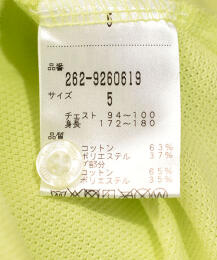 5
品番
262-9260619
サイズ
5
チェスト 94~100
身長 172~180
品質
コットン 63%
ポリエステル 37%
部分
コットン 65%
ポリエステル 35%